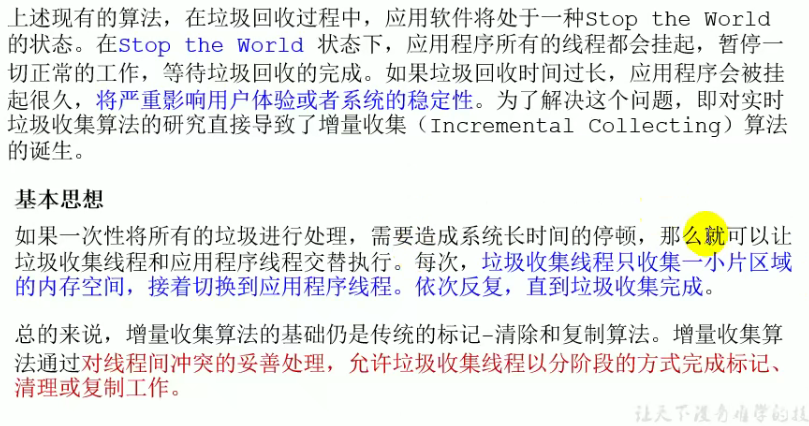 上述现有的算法，在垃圾回收过程中，应用软件将处于一种Stop the World
的状态。在Stop the World 状态下，应用程序所有的线程都会挂起，暂停一
切正常的工作，等待垃圾回收的完成。如果垃圾回收时间过长，应用程序会被挂
起很久，将严重影响用户体验或者系统的稳定性。为了解决这个问题，即对实时
垃圾收集算法的研究直接导致了增量收集（Incremental Collecting）算法
的诞生。
基本思想
如果一次性将所有的垃圾进行处理，需要造成系统长时间的停顿，那么就可以让
垃圾收集线程和应用程序线程交替执行。每次，垃圾收集线程只收集一小片区域
的内存空间，接着切换到应用程序线程。依次反复，直到垃圾收集完成。
总的来说，增量收集算法的基础仍是传统的标记-清除和复制算法。增量收集算
法通过对线程间冲突的妥善处理，允许垃圾收集线程以分阶段的方式完成标记、
清理或复制工作。
让天下没有难学的技